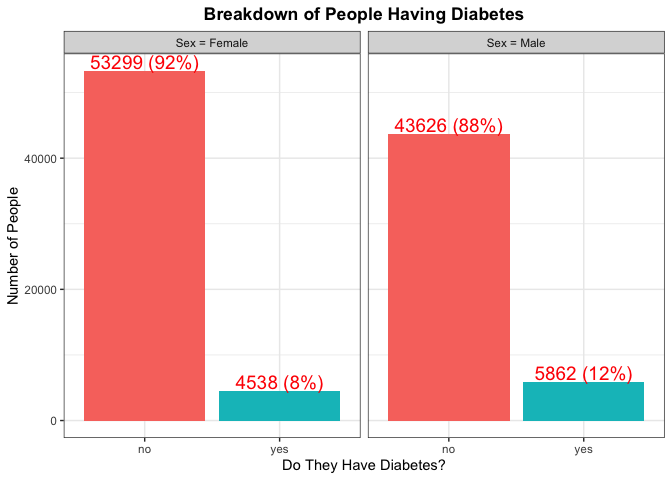 Breakdown of People Having Diabetes
Sex = Female
Sex = Male
53299 (92%)
43626 (88%)
4538 (8%)
5862 (12%)
Number of People
40000
20000
0
no
yes
no
yes
Do They Have Diabetes?